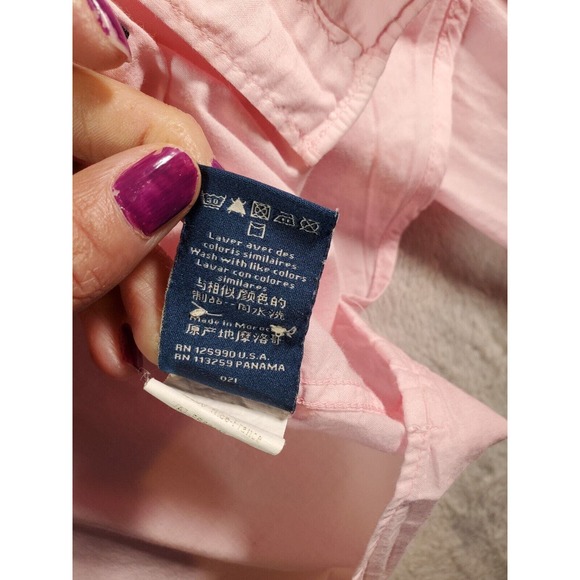 30
Laver avec des
coloris similaires
Wash with like colors
Lavar con colores
similares
与相似颜色的
制品一同水洗
Made in Moroc
原产地摩洛哥
RN 125990 U.S.A.
RN 113259 PANAMA
021